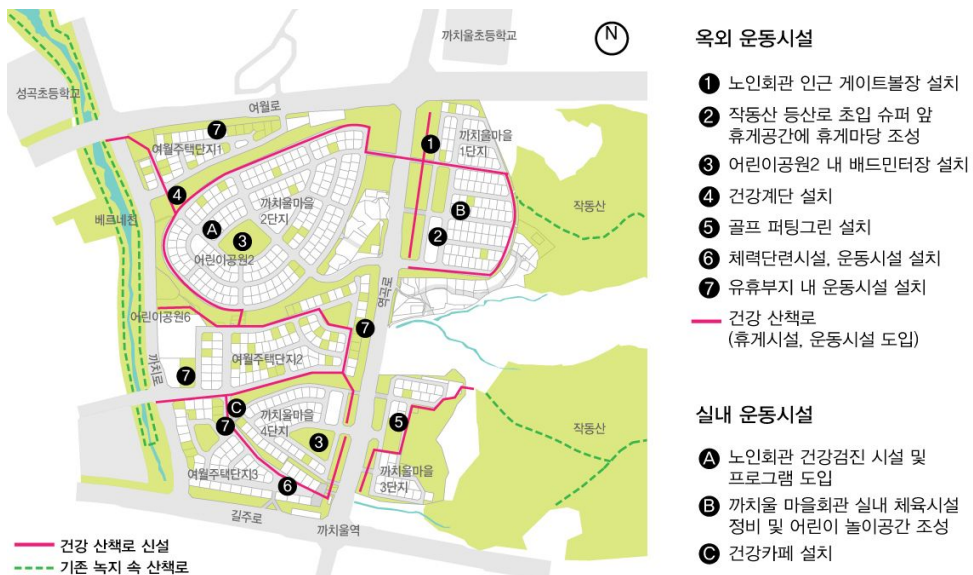 까치울초등학교
N
성곡초등학교
여월로
7
여월주택단지1
까치울마을
1단지
1
4
까치울마을
2단지
베르네천
A
B
작동산
3
2
어린이공원2
역곡로
어린이공원6
7
까치로
여월주택단지2
7
C
까치울마을
4단지
7
5
작동산
3
여월주택단지3
까치울마을
3단지
6
길주로
까치울역
건강 산책로 신설
기존 녹지 속 산책로
옥외 운동시설
1 노인회관 인근 게이트볼장 설치
2 작동산 등산로 초입 슈퍼 앞
휴게공간에 휴게마당 조성
3 어린이공원2 내 배드민터장 설치
4 건강계단 설치
5 골프 퍼팅그린 설치
6 체력단련시설, 운동시설 설치
7 유휴부지 내 운동시설 설치
건강 산책로
(휴게시설, 운동시설 도입)
실내 운동시설
A 노인회관 건강검진 시설 및
프로그램 도입
B 까치울 마을회관 실내 체육시설
정비 및 어린이 놀이공간 조성
C 건강카페 설치